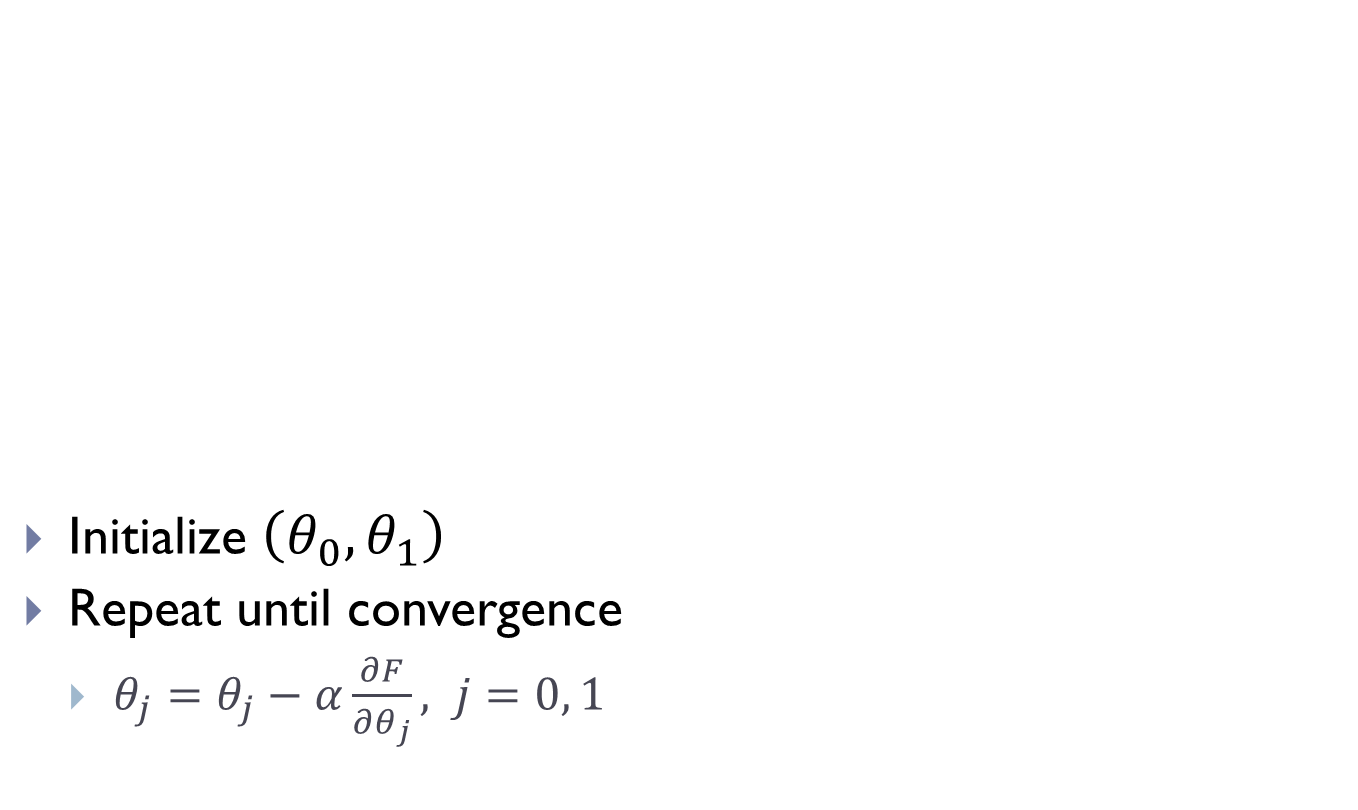 Initialize (θ₀, θ₁)
Repeat until convergence
θⱼ = θⱼ − α ∂F/∂θⱼ, j = 0, 1